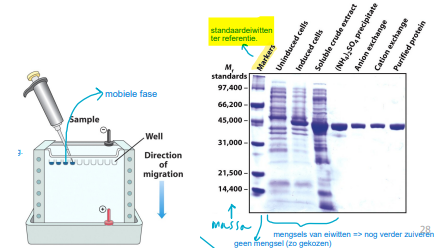 standaardeiwitten
ter referentie.
mobiele fase
Sample
Well
Direction
of
migration
Markers
Uninduced cells
Induced cells
Soluble crude extract
(NH₄)₂SO₄ precipitate
Anion exchange
Cation exchange
Purified protein
Mr
standards
97,400
66,200
45,000
31,000
21,500
14,400
massa
mengsels van eiwitten => nog verder zuiveren
geen mengsel (zo gekozen)
28